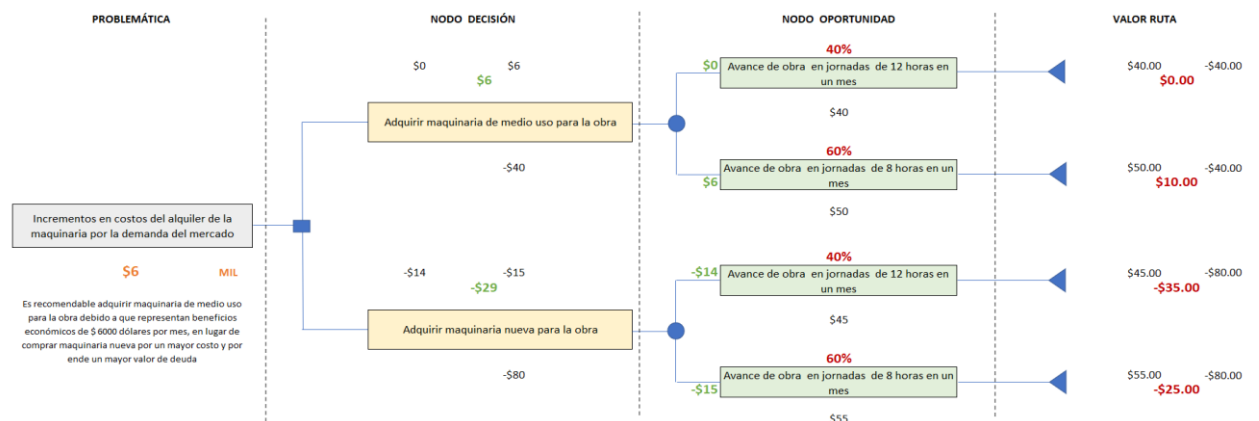 PROBLEMÁTICA
NODO DECISIÓN
NODO OPORTUNIDAD
VALOR RUTA
40%
$0 $6
$6
$0
Avance de obra en jornadas de 12 horas en
un mes
$40.00 -$40.00
$0.00
Adquirir maquinaria de medio uso para la obra
$40
-$40
60%
Avance de obra en jornadas de 8 horas en un
mes
$6
$50.00 -$40.00
$10.00
$50
Incrementos en costos del alquiler de la
maquinaria por la demanda del mercado
$6 MIL
Es recomendable adquirir maquinaria de medio uso
para la obra debido a que representan beneficios
económicos de $ 6000 dólares por mes, en lugar de
comprar maquinaria nueva por un mayor costo y por
ende un mayor valor de deuda
40%
-$14 -$15
-$29
-$14
Avance de obra en jornadas de 12 horas en
un mes
$45.00 -$80.00
-$35.00
Adquirir maquinaria nueva para la obra
$45
-$80
60%
Avance de obra en jornadas de 8 horas en un
mes
-$15
$55.00 -$80.00
-$25.00
$55